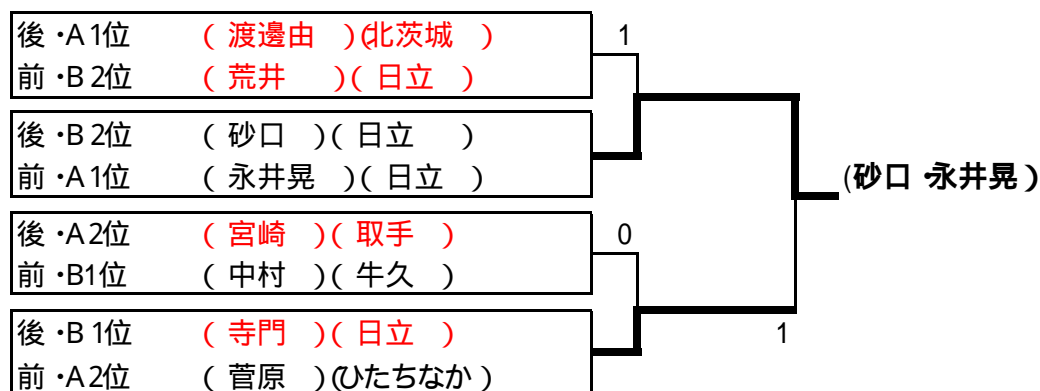 後・A1位 (渡邊由)(北茨城) 1
前・B2位 (荒井)(日立)
後・B2位 (砂口)(日立)
前・A1位 (永井晃)(日立)
(砂口・永井晃)
後・A2位 (宮崎)(取手) 0
前・B1位 (中村)(牛久)
後・B1位 (寺門)(日立) 1
前・A2位 (菅原)(ひたちなか)